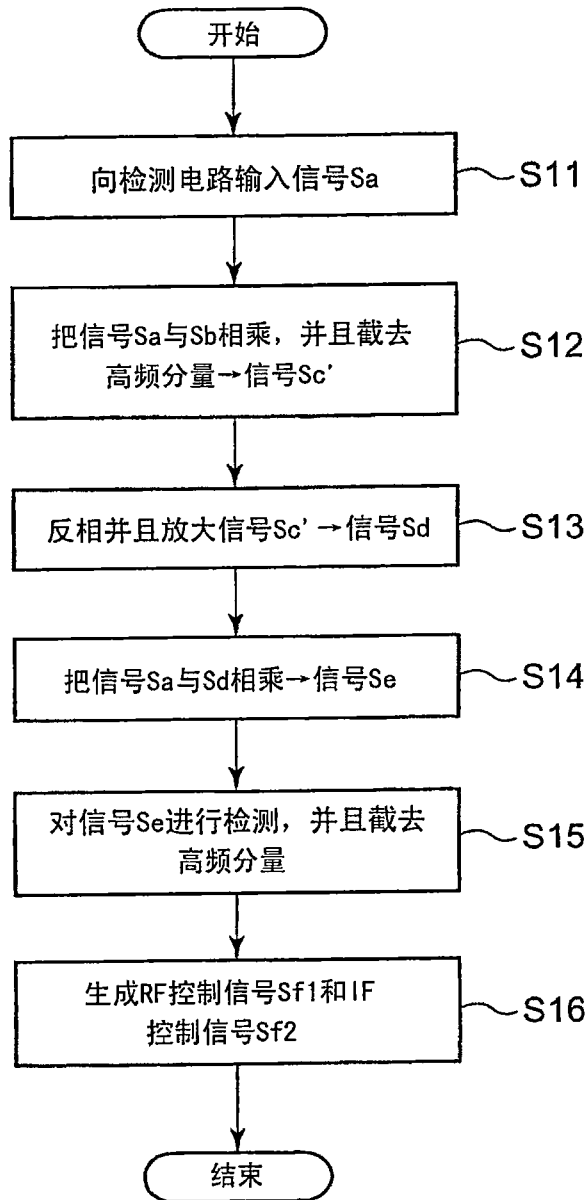 开始
向检测电路输入信号Sa
S11
把信号Sa与Sb相乘，并且截去
高频分量→信号Sc'
S12
反相并且放大信号Sc'→信号Sd
S13
把信号Sa与Sd相乘→信号Se
S14
对信号Se进行检测，并且截去
高频分量
S15
生成RF控制信号Sf1和IF
控制信号Sf2
S16
结束